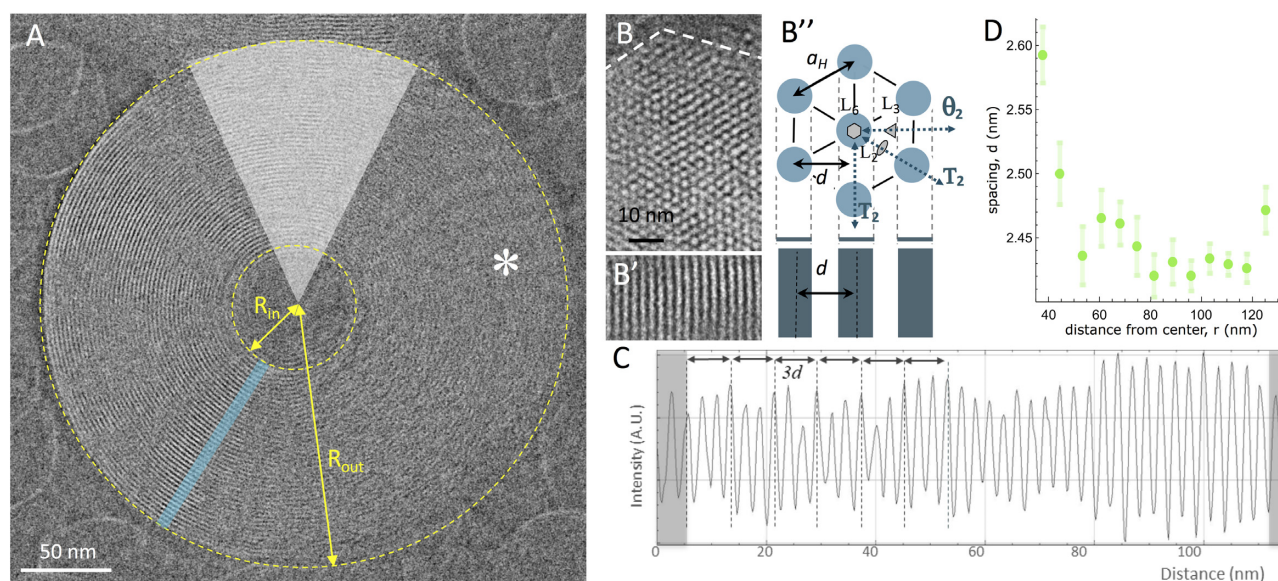 A
R_in
R_out
*
50 nm
B
10 nm
B'
B''
a_H
L_6
L_3
θ_2
L_2
d
T_2
T_2
d
D
spacing, d (nm)
2.60
2.55
2.50
2.45
40
60
80
100
120
distance from center, r (nm)
C
3d
Intensity (A.U.)
0
20
40
60
80
100
Distance (nm)